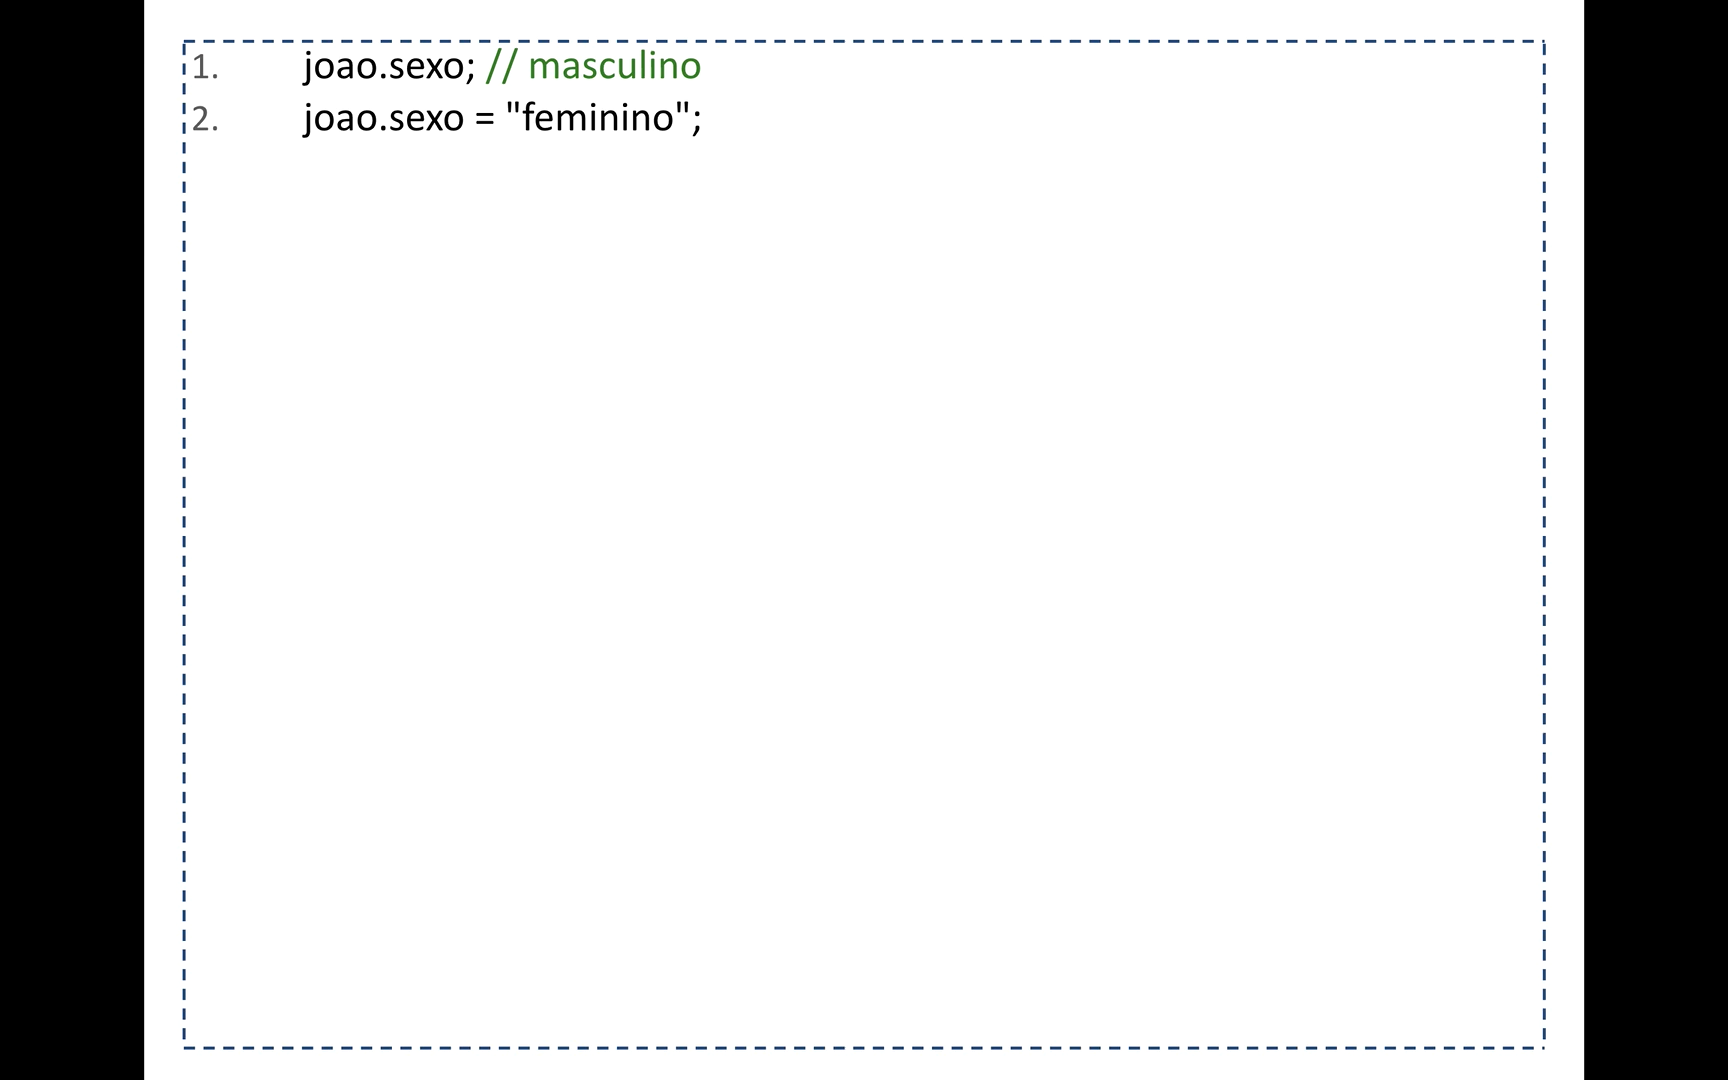 1. joao.sexo; // masculino
2. joao.sexo = "feminino";